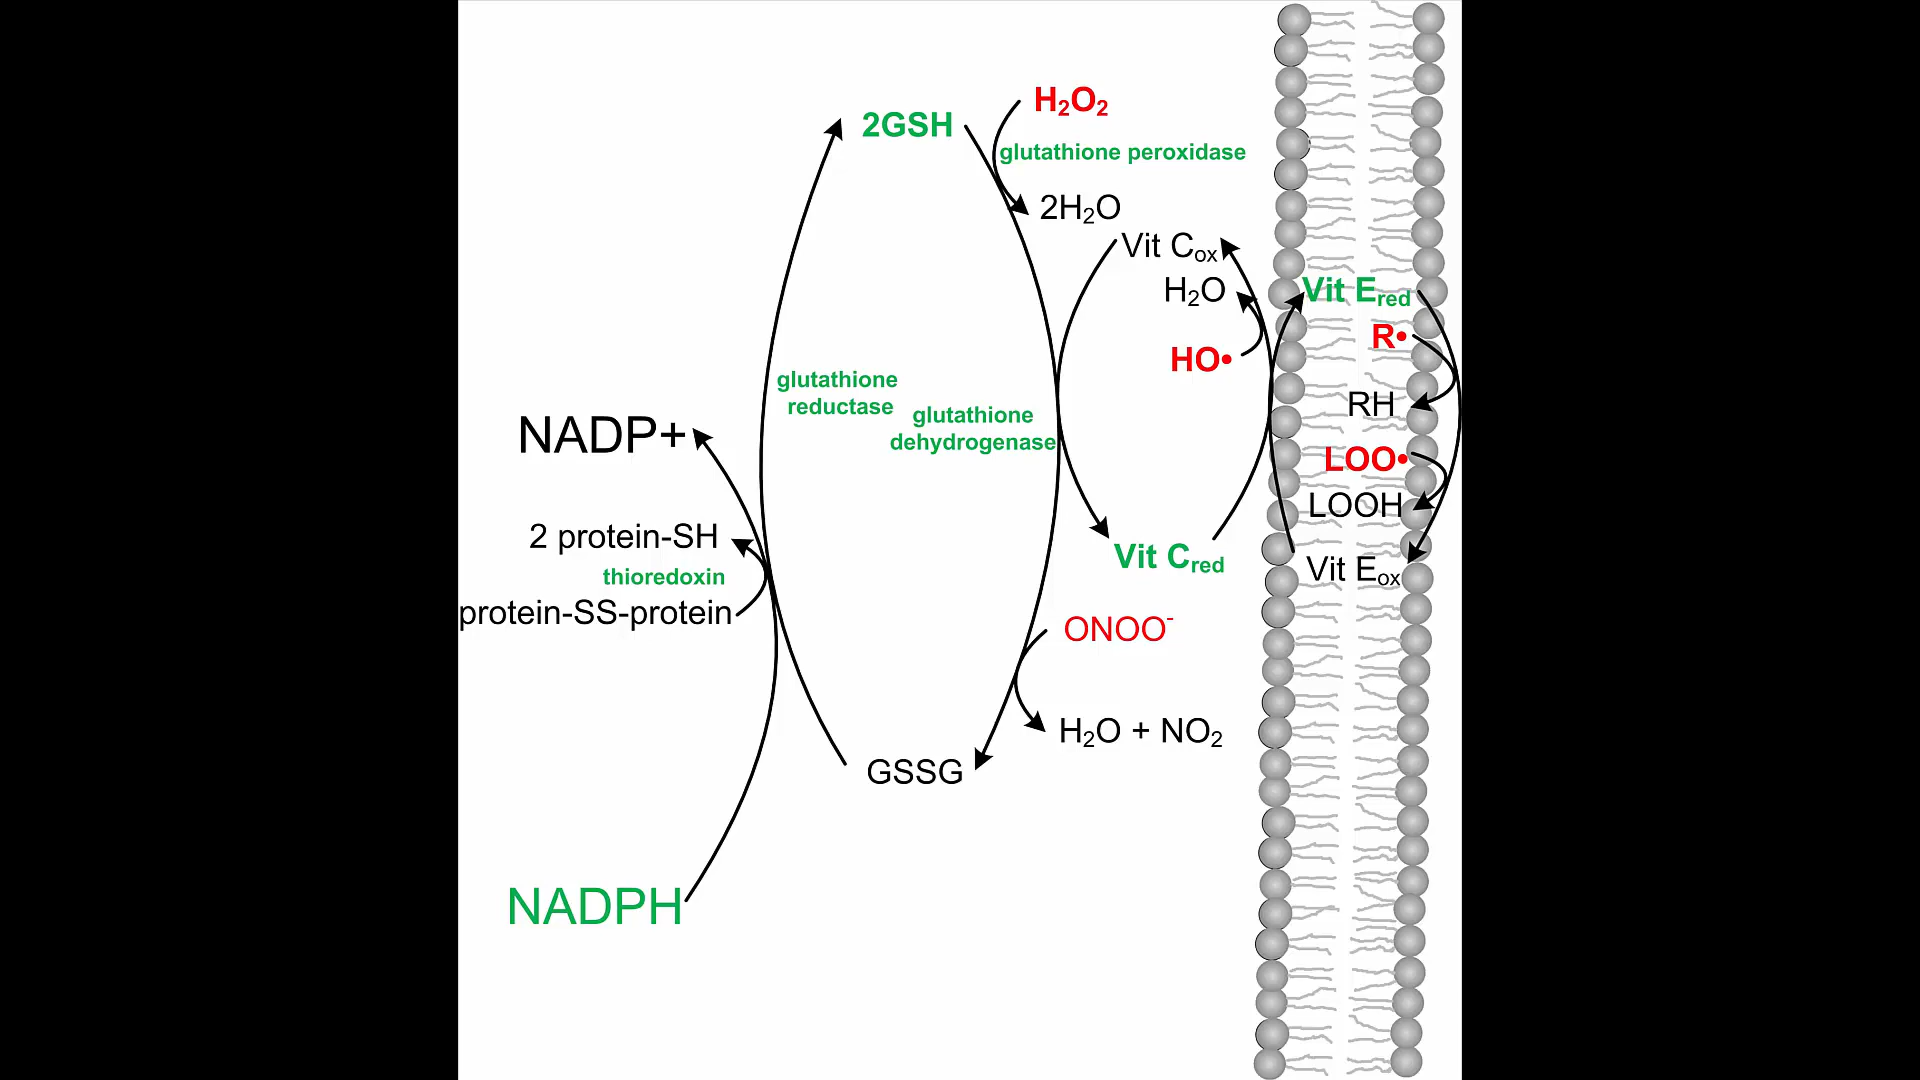 H₂O₂
2GSH
glutathione peroxidase
2H₂O
Vit Cox
H₂O
Vit Ered
R•
HO•
glutathione
reductase
RH
glutathione
dehydrogenase
NADP+
LOO•
LOOH
2 protein-SH
Vit Cred
Vit Eox
thioredoxin
protein-SS-protein
ONOO⁻
H₂O + NO₂
GSSG
NADPH